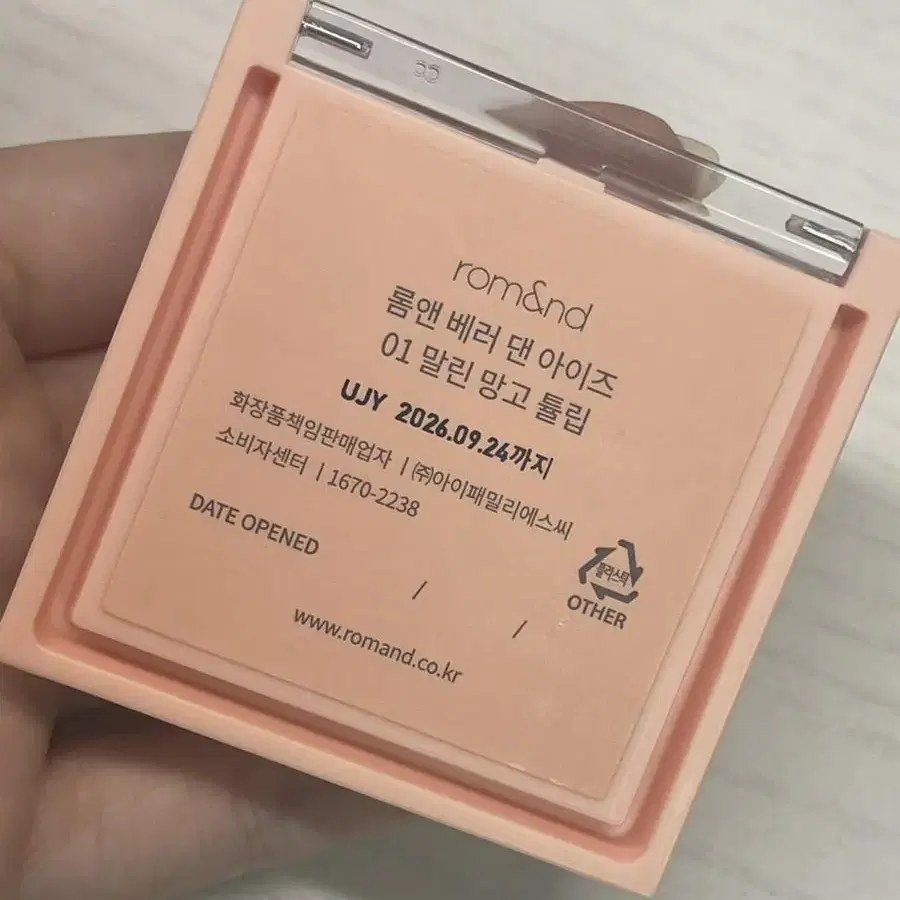 rom&nd
롬앤 베러 댄 아이즈
01 말린 망고 튤립
UJY 2026.09.24까지
화장품책임판매업자 | ㈜아이패밀리에스씨
소비자센터 | 1670-2238
DATE OPENED
/ /
플라스틱
OTHER
www.romand.co.kr
8